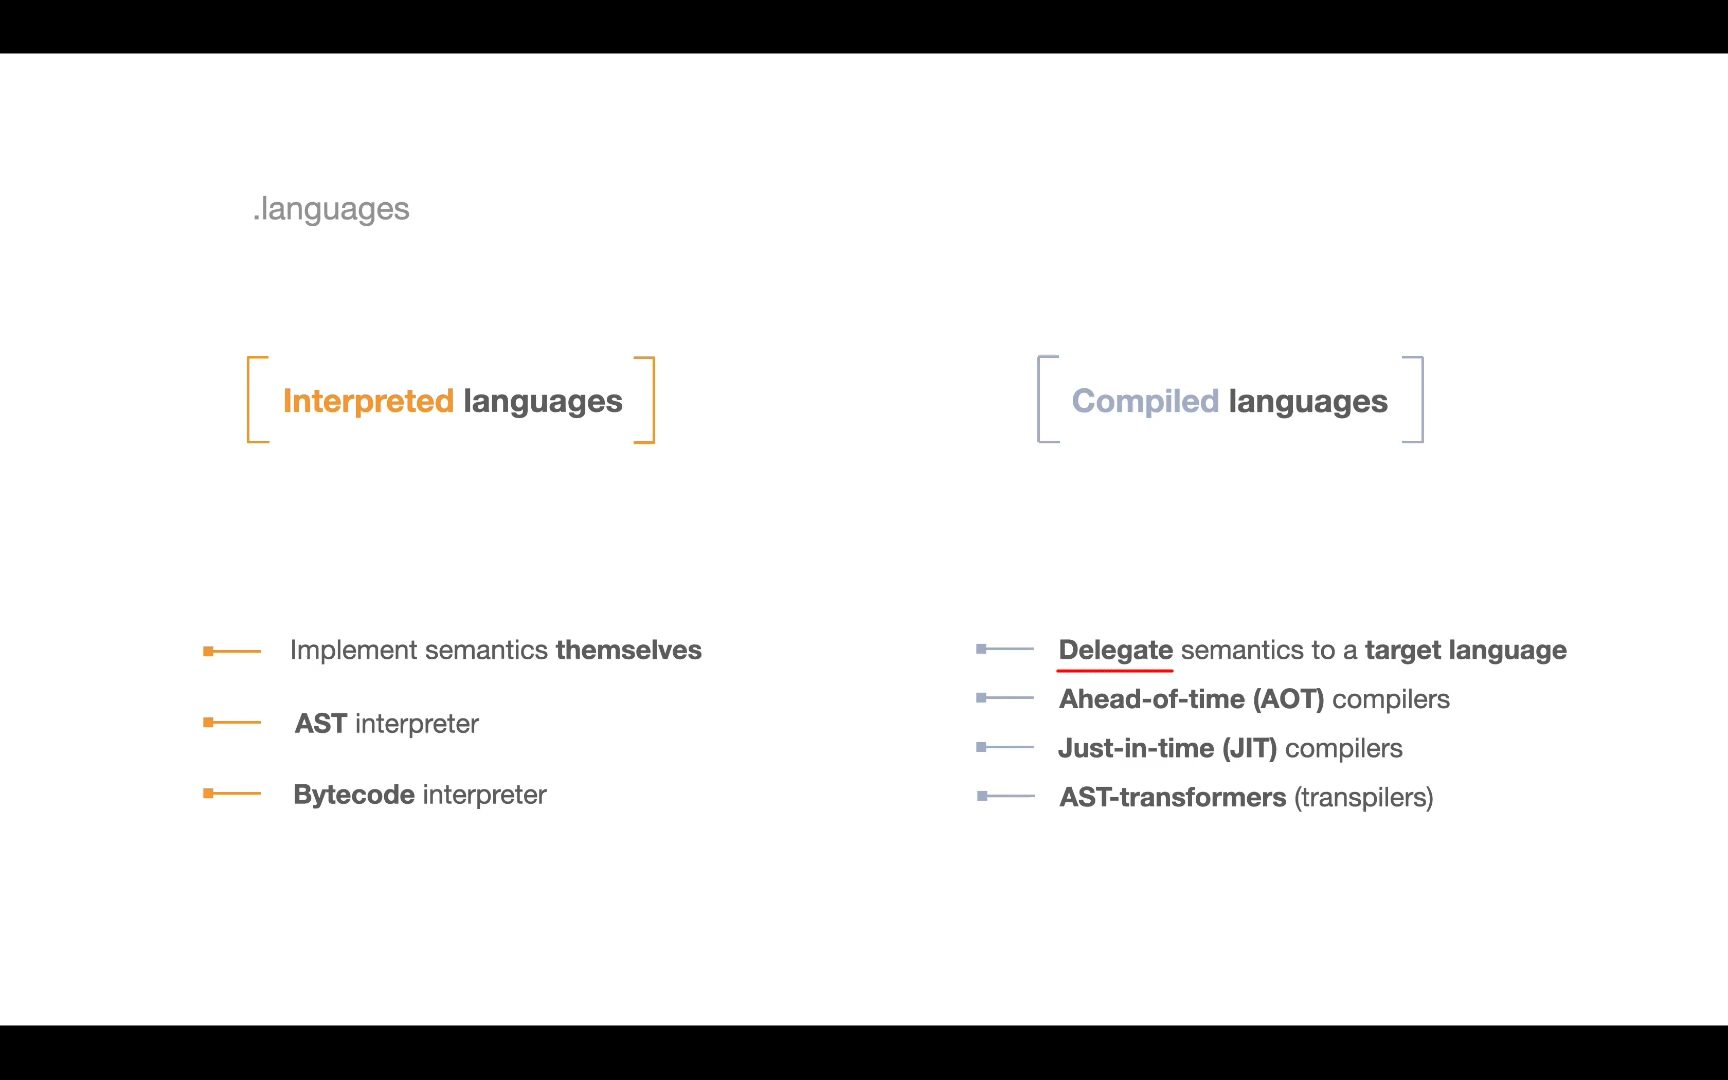 .languages
Interpreted languages
Compiled languages
Implement semantics themselves
AST interpreter
Bytecode interpreter
Delegate semantics to a target language
Ahead-of-time (AOT) compilers
Just-in-time (JIT) compilers
AST-transformers (transpilers)